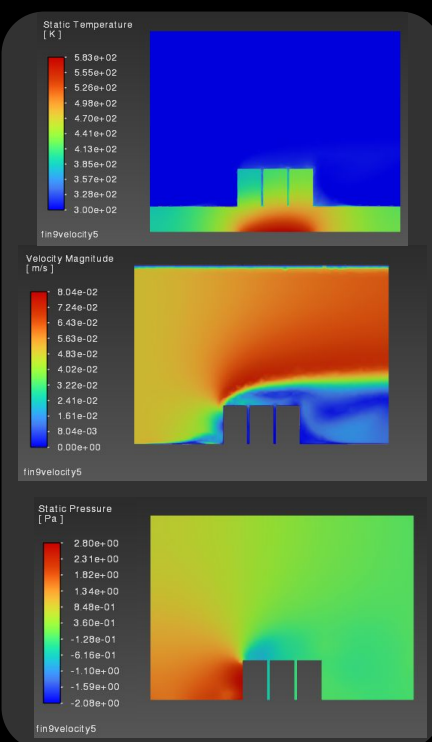 Static Temperature
[ K ]
5.83e+02
5.55e+02
5.26e+02
4.98e+02
4.70e+02
4.41e+02
4.13e+02
3.85e+02
3.57e+02
3.28e+02
3.00e+02
fin9velocity5
Velocity Magnitude
[ m/s ]
8.04e-02
7.24e-02
6.43e-02
5.63e-02
4.83e-02
4.02e-02
3.22e-02
2.41e-02
1.61e-02
8.04e-03
0.00e+00
fin9velocity5
Static Pressure
[ Pa ]
2.80e+00
2.31e+00
1.82e+00
1.34e+00
8.48e-01
3.60e-01
-1.28e-01
-6.16e-01
-1.10e+00
-1.59e+00
-2.08e+00
fin9velocity5